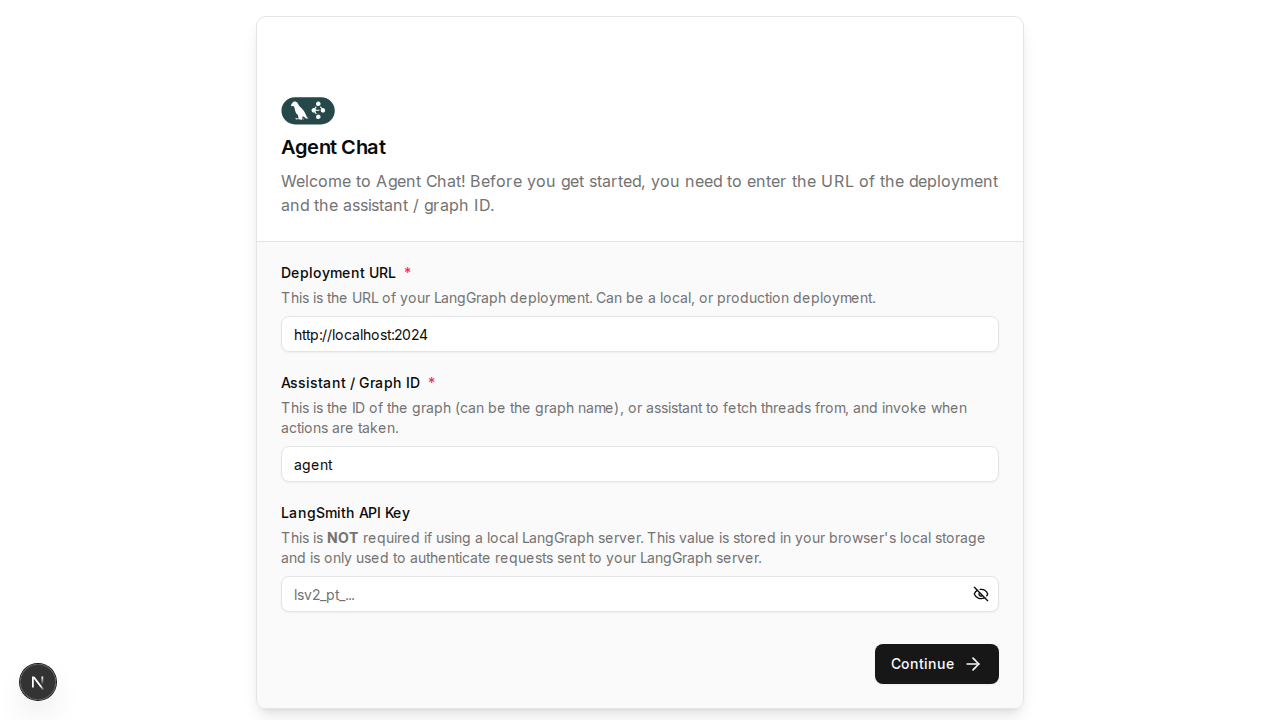 Agent Chat
Welcome to Agent Chat! Before you get started, you need to enter the URL of the deployment
and the assistant / graph ID.
Deployment URL *
This is the URL of your LangGraph deployment. Can be a local, or production deployment.
http://localhost:2024
Assistant / Graph ID *
This is the ID of the graph (can be the graph name), or assistant to fetch threads from, and invoke when
actions are taken.
agent
LangSmith API Key
This is NOT required if using a local LangGraph server. This value is stored in your browser's local storage
and is only used to authenticate requests sent to your LangGraph server.
lsv2_pt_...
Continue
N